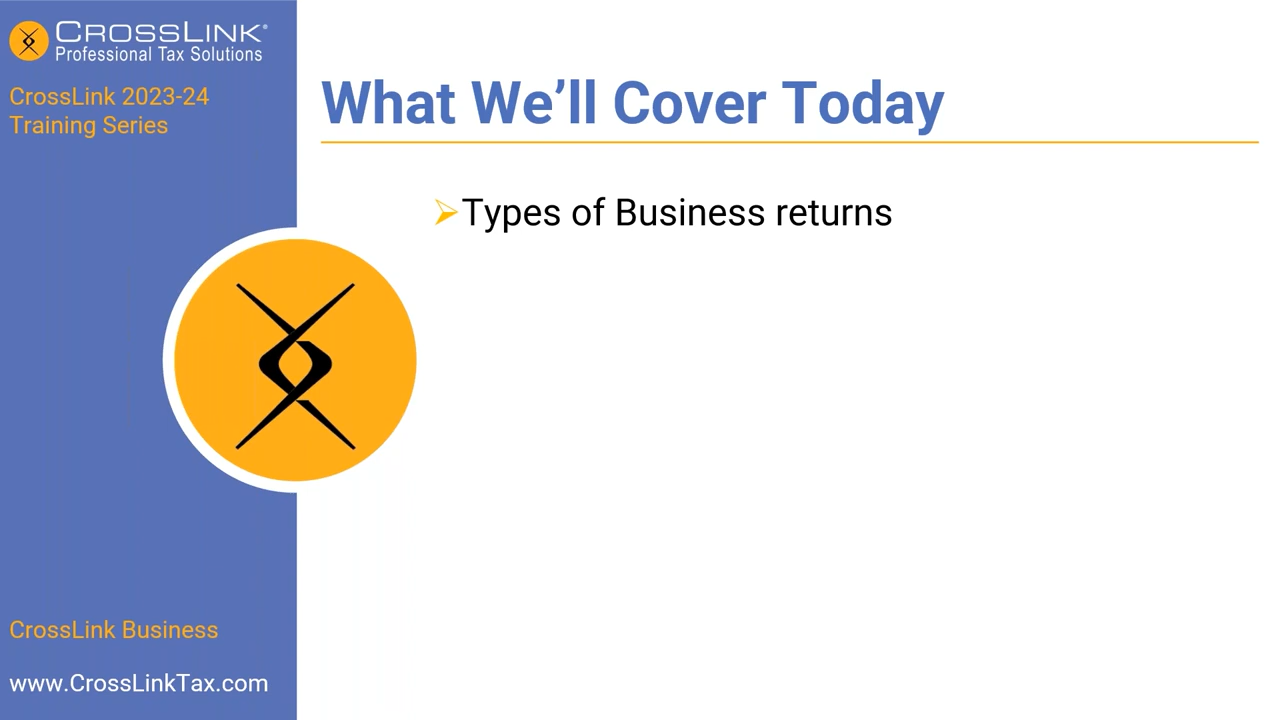 CROSSLINK®
Professional Tax Solutions
CrossLink 2023-24
Training Series
What We’ll Cover Today
Types of Business returns
CrossLink Business
www.CrossLinkTax.com